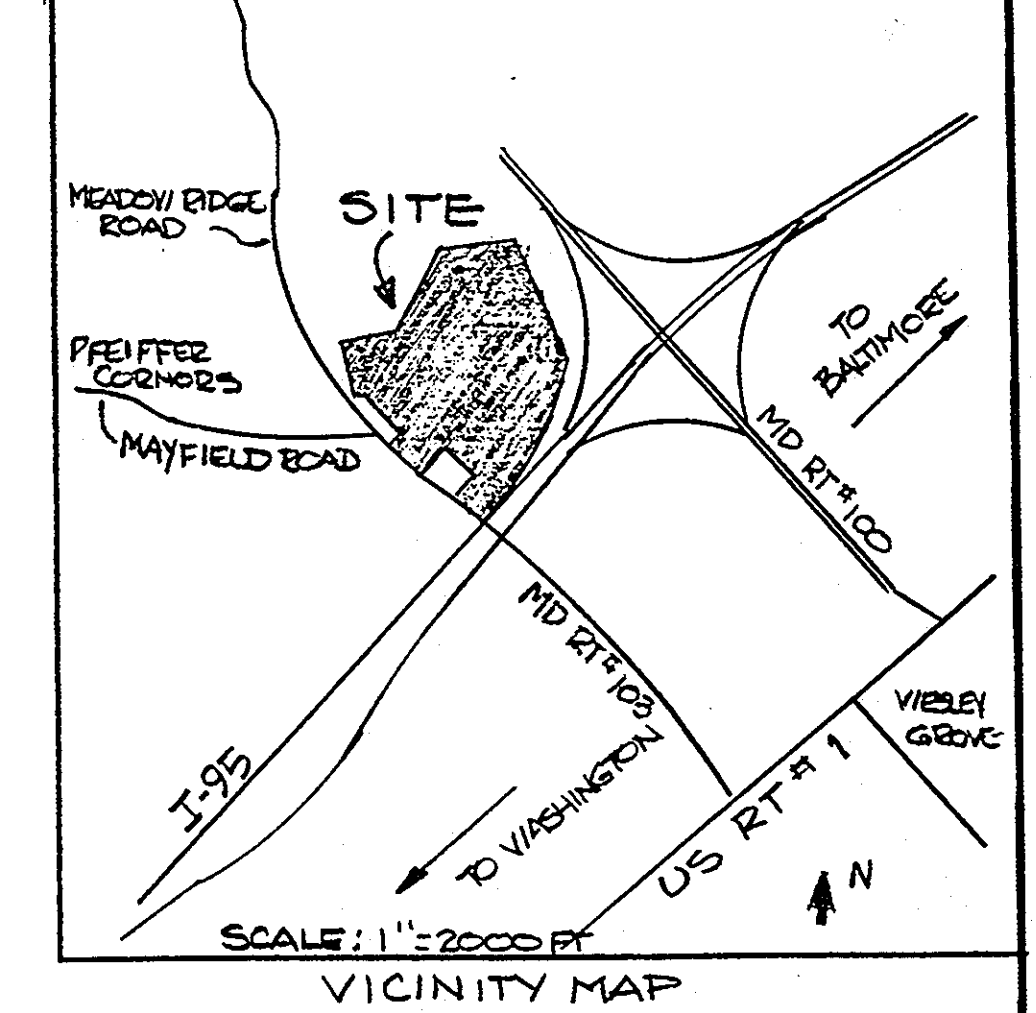 MEADOW RIDGE
ROAD
SITE
PFEIFFER
CORNORS
MAYFIELD ROAD
TO
BALTIMORE
MD RT # 100
MD RT # 103
WESLEY
GROVE
I-95
TO WASHINGTON
US RT # 1
N
SCALE: 1"=2000 FT
VICINITY MAP